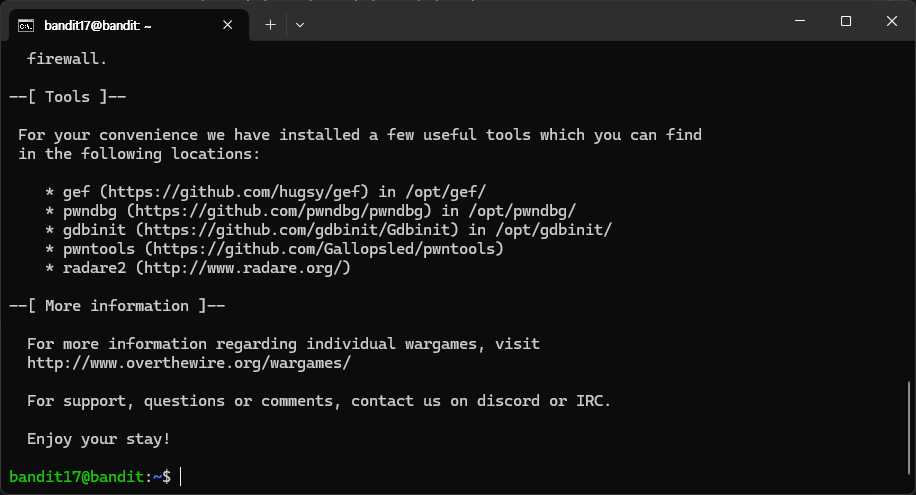 bandit17@bandit: ~
firewall.
--[ Tools ]--
For your convenience we have installed a few useful tools which you can find
in the following locations:
* gef (https://github.com/hugsy/gef) in /opt/gef/
* pwndbg (https://github.com/pwndbg/pwndbg) in /opt/pwndbg/
* gdbinit (https://github.com/gdbinit/Gdbinit) in /opt/gdbinit/
* pwntools (https://github.com/Gallopsled/pwntools)
* radare2 (http://www.radare.org/)
--[ More information ]--
For more information regarding individual wargames, visit
http://www.overthewire.org/wargames/
For support, questions or comments, contact us on discord or IRC.
Enjoy your stay!
bandit17@bandit:~$